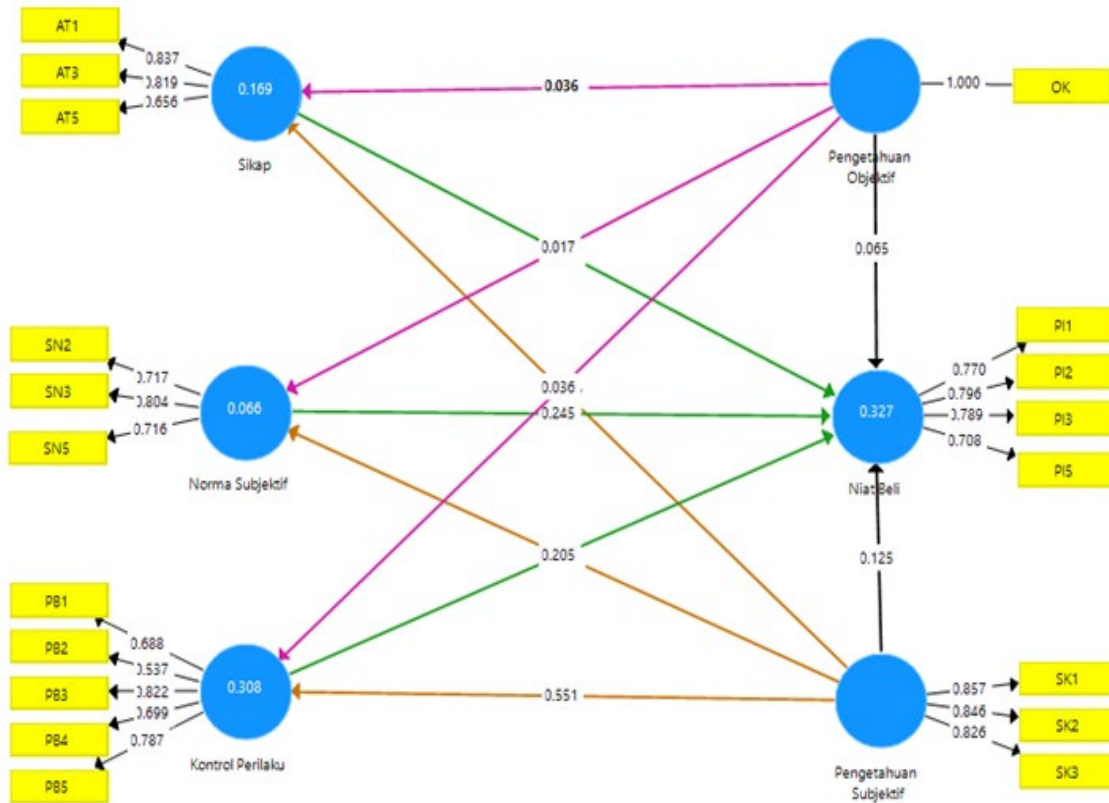 AT1
AT3
AT5
0.837
0.819
0.656
0.169
Sikap
0.036
Pengetahuan
Objektif
1.000
OK
0.017
0.065
SN2
SN3
SN5
0.717
0.804
0.716
0.066
Norma Subjektif
0.036
0.245
0.327
Niat Beli
0.770
0.796
0.789
0.708
PI1
PI2
PI3
PI5
0.205
0.125
PB1
PB2
PB3
PB4
PB5
0.688
0.537
0.822
0.699
0.787
0.308
Kontrol Perilaku
0.551
Pengetahuan
Subjektif
0.857
0.846
0.826
SK1
SK2
SK3